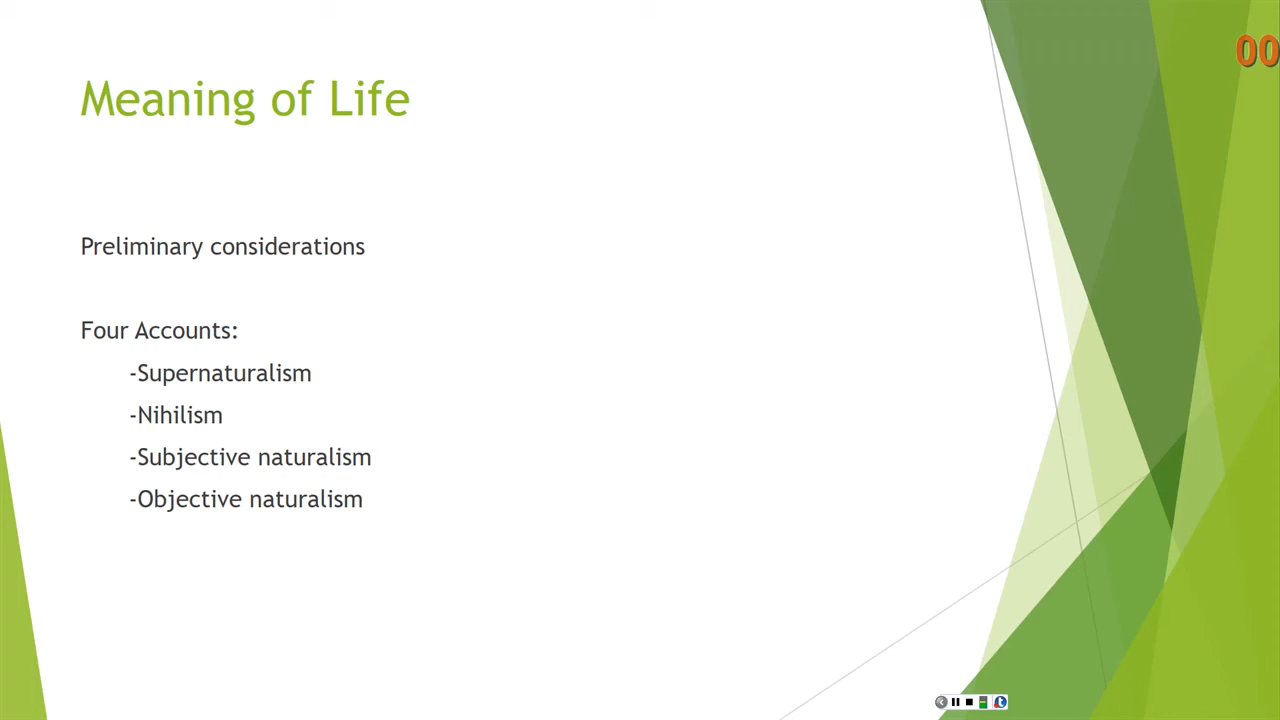 00
Meaning of Life
Preliminary considerations
Four Accounts:
-Supernaturalism
-Nihilism
-Subjective naturalism
-Objective naturalism